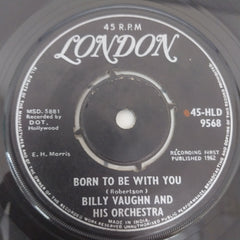 45 R.P.M
LONDON
MSD. 5881
Recorded by
DOT,
Hollywood
45-HLD
9568
E. H. Morris
RECORDING FIRST
PUBLISHED 1962
BORN TO BE WITH YOU
(Robertson)
BILLY VAUGHN AND
HIS ORCHESTRA
MADE IN INDIA